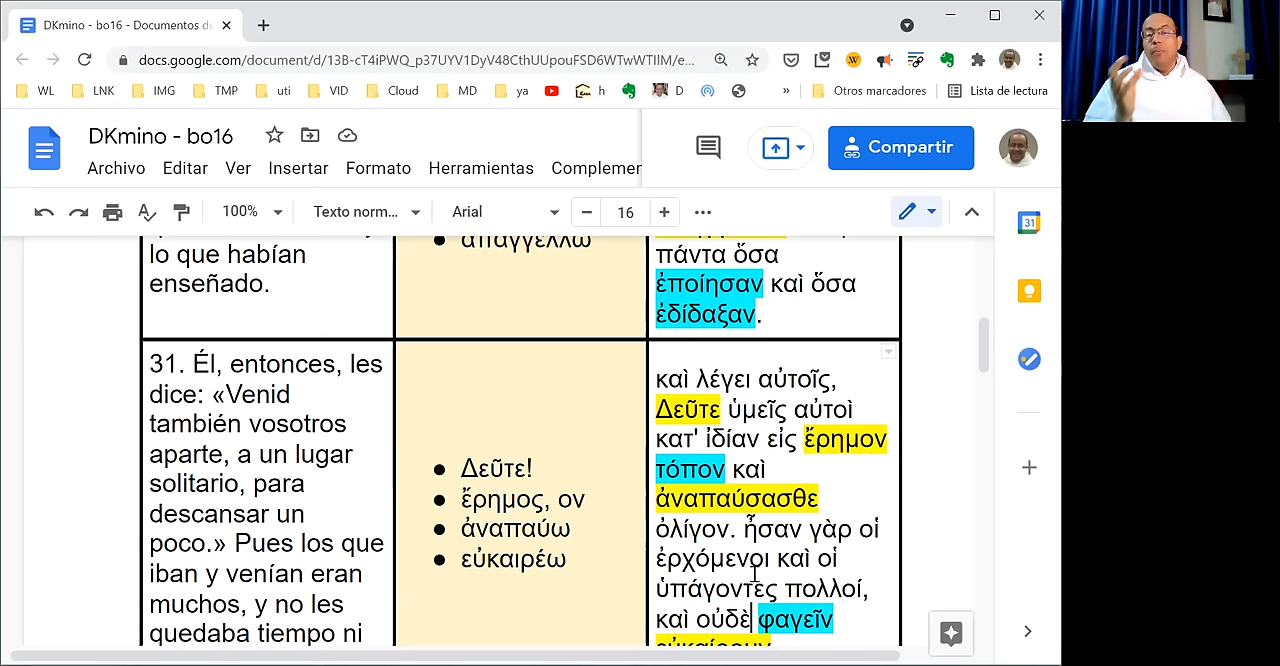 DKmino - bo16 - Documentos de
docs.google.com/document/d/13B-cT4iPWQ_p37UYV1DyV48CthUUpouFSD6WTwWTIlM/e...
WL LNK IMG TMP uti VID Cloud MD ya h D » Otros marcadores Lista de lectura
DKmino - bo16
Archivo Editar Ver Insertar Formato Herramientas Complemen
Compartir
100% Texto norm... Arial 16
31
lo que habían
enseñado.
● ἀπαγγέλλω
πάντα ὅσα
ἐποίησαν καὶ ὅσα
ἐδίδαξαν.
31. Él, entonces, les
dice: «Venid
también vosotros
aparte, a un lugar
solitario, para
descansar un
poco.» Pues los que
iban y venían eran
muchos, y no les
quedaba tiempo ni
● Δεῦτε!
● ἔρημος, ον
● ἀναπαύω
● εὐκαιρέω
καὶ λέγει αὐτοῖς,
Δεῦτε ὑμεῖς αὐτοὶ
κατ' ἰδίαν εἰς ἔρημον
τόπον καὶ
ἀναπαύσασθε
ὀλίγον. ἦσαν γὰρ οἱ
ἐρχόμενοι καὶ οἱ
ὑπάγοντες πολλοί,
καὶ οὐδὲ φαγεῖν
εὐκαίρουν